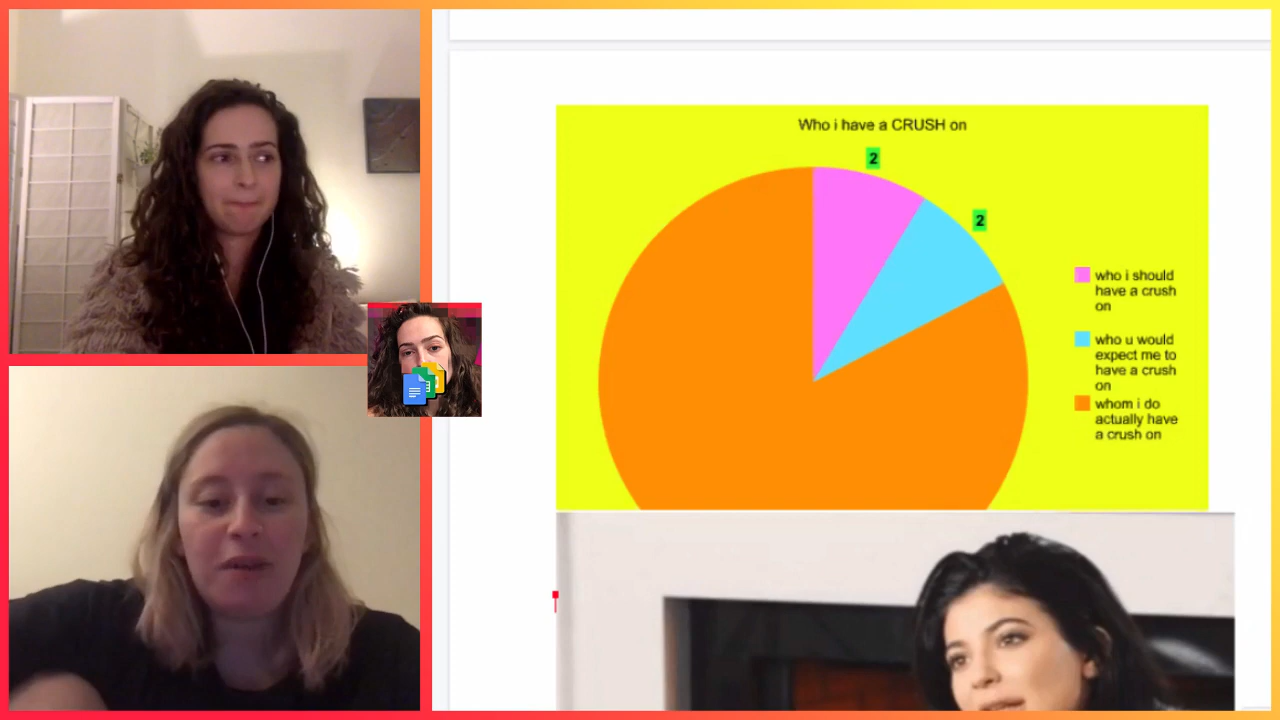 Who i have a CRUSH on
2
2
who i should
have a crush
on
who u would
expect me to
have a crush
on
whom i do
actually have
a crush on